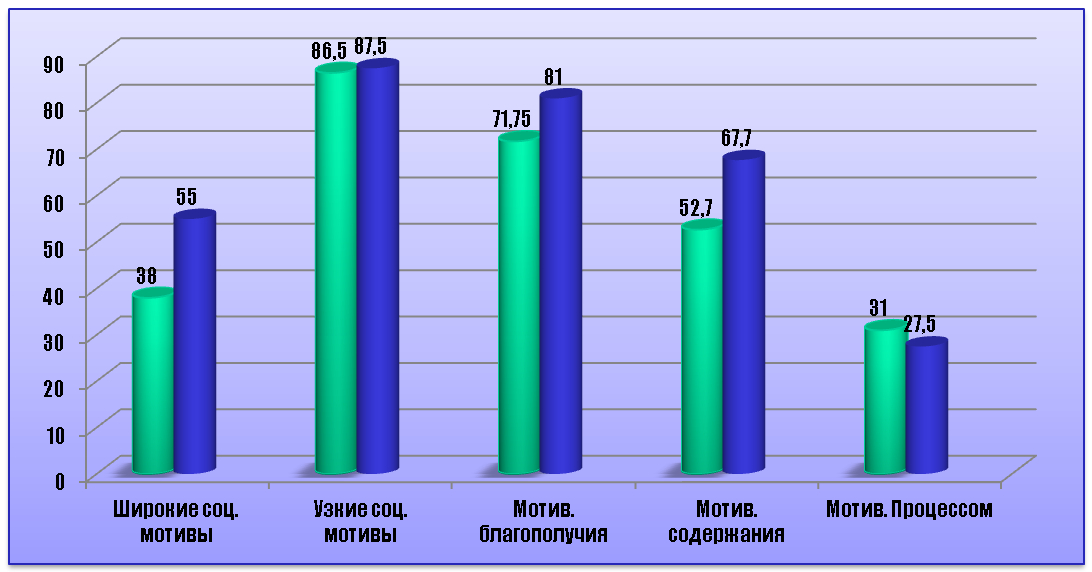 86,5 87,5
90
81
80
71,75
67,7
70
60
55
52,7
50
38
40
31
27,5
30
20
10
0
Широкие соц.
мотивы
Узкие соц.
мотивы
Мотив.
благополучия
Мотив.
содержания
Мотив. Процессом